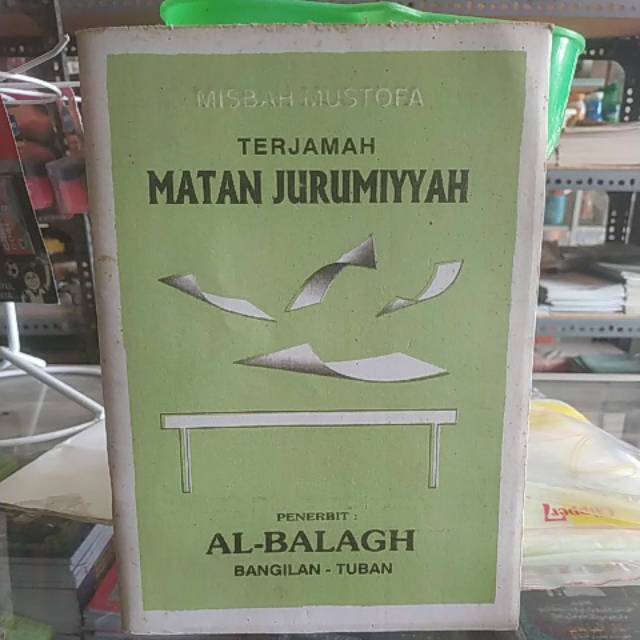 MISBAH MUSTOFA
TERJAMAH
MATAN JURUMIYYAH
PENERBIT :
AL-BALAGH
BANGILAN - TUBAN